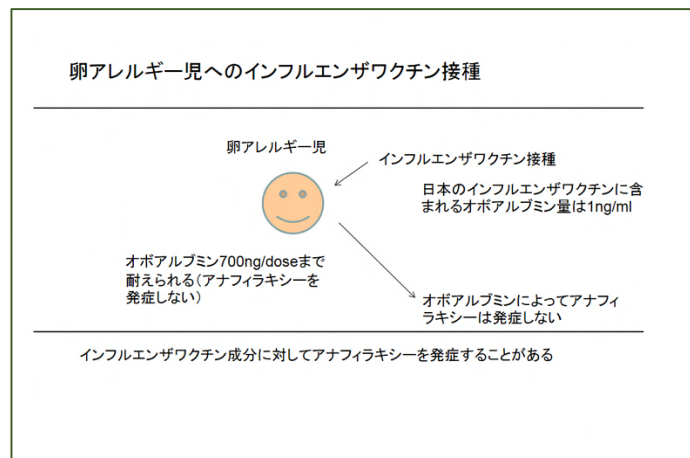 卵アレルギー児へのインフルエンザワクチン接種
卵アレルギー児
インフルエンザワクチン接種
日本のインフルエンザワクチンに含
まれるオボアルブミン量は1ng/ml
オボアルブミン700ng/doseまで
耐えられる（アナフィラキシーを
発症しない）
オボアルブミンによってアナフィ
ラキシーは発症しない
インフルエンザワクチン成分に対してアナフィラキシーを発症することがある